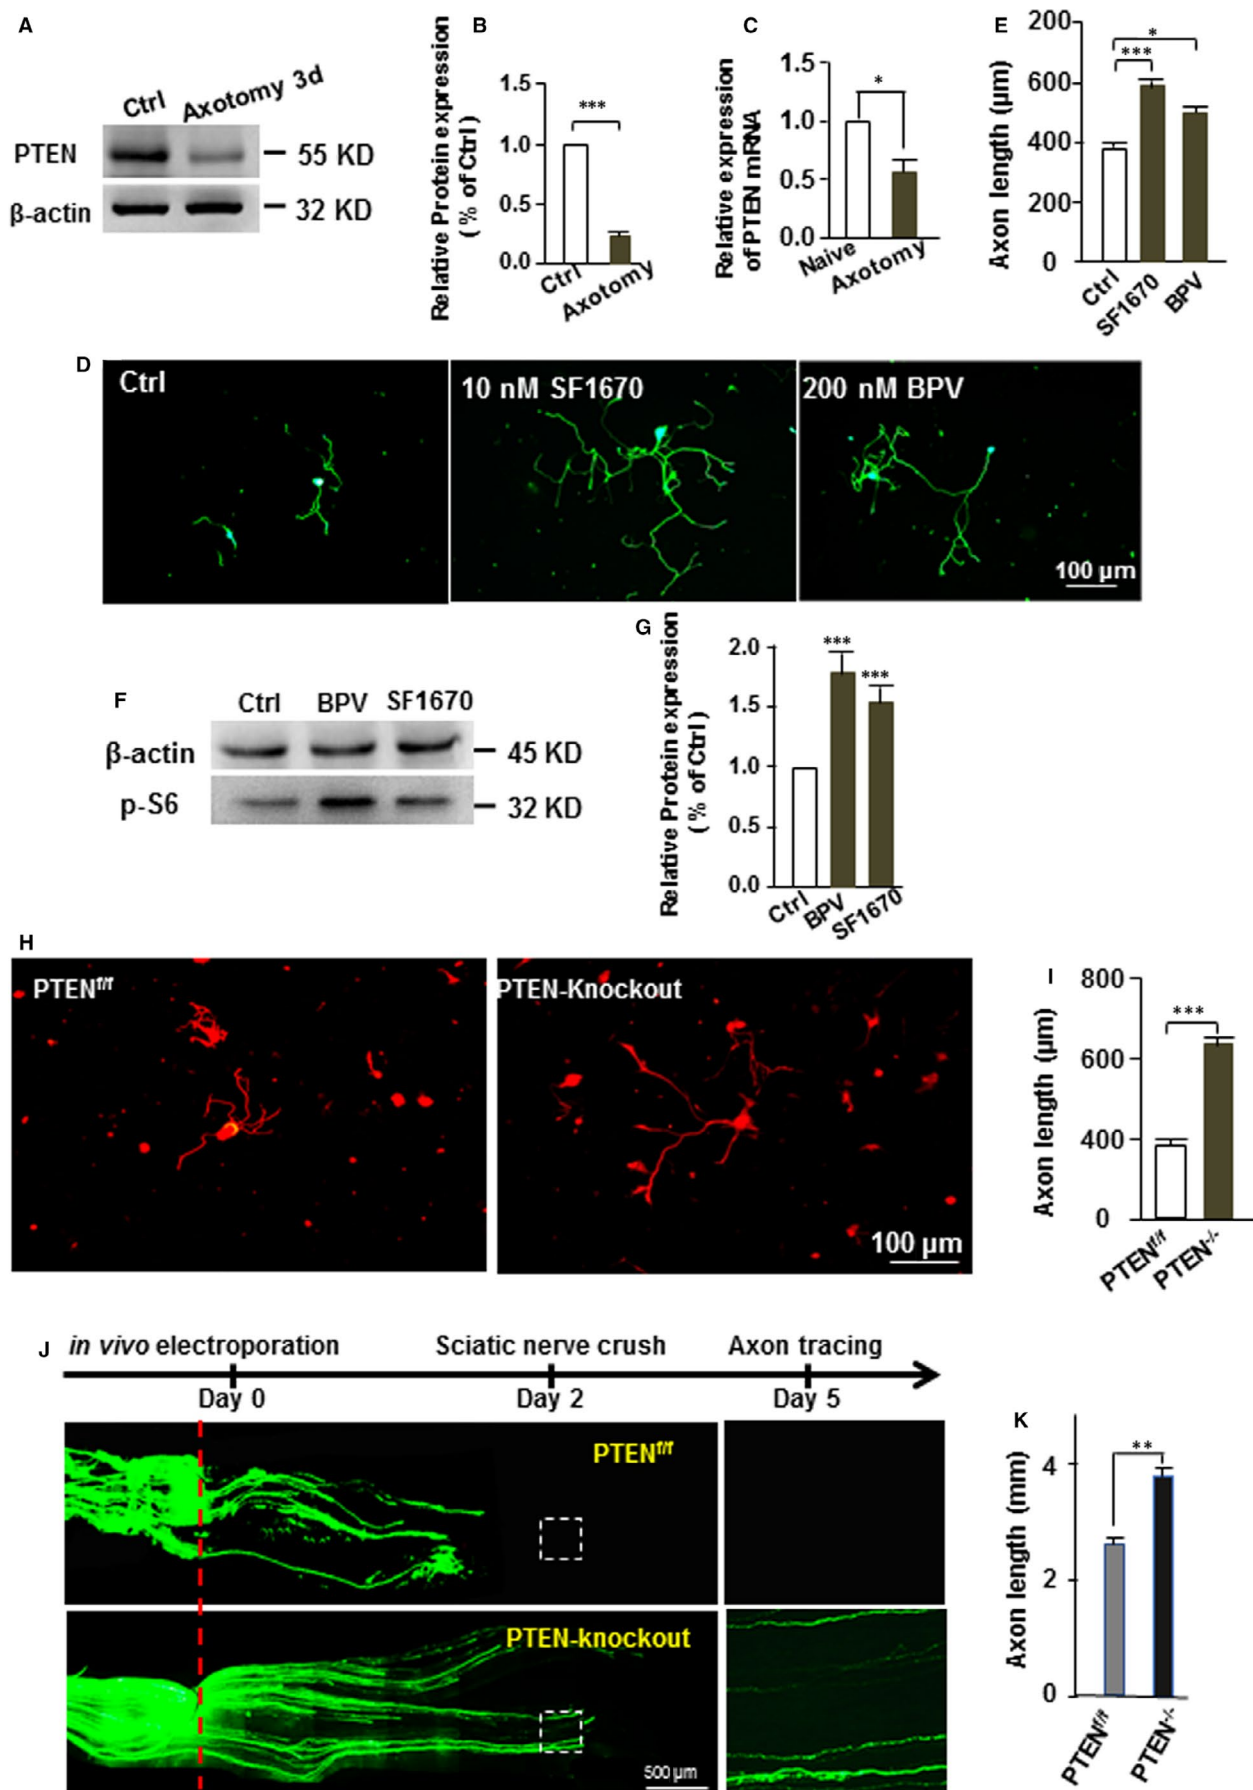 A
Ctrl
Axotomy 3d
PTEN
55 KD
β-actin
32 KD
B
Relative Protein expression
( % of Ctrl )
1.5
***
1.0
0.5
0.0
Ctrl
Axotomy
C
Relative expression
of PTEN mRNA
1.5
*
1.0
0.5
0.0
Naive
Axotomy
E
Axon length (µm)
200
*
***
600
400
200
0
Ctrl
SF1670
BPV
D
Ctrl
10 nM SF1670
200 nM BPV
100 µm
F
Ctrl BPV SF1670
β-actin
45 KD
p-S6
32 KD
G
Relative Protein expression
( % of Ctrl )
2.0
***
***
1.5
1.0
0.5
0.0
Ctrl
BPV
SF1670
H
PTENf/f
PTEN-Knockout
100 µm
I
Axon length (µm)
800
***
600
400
0
PTENf/f
PTEN-/-
J
in vivo electroporation
Sciatic nerve crush
Axon tracing
Day 0
Day 2
Day 5
PTENf/f
PTEN-knockout
500 µm
K
Axon length (mm)
**
4
2
0
PTENf/f
PTEN-/-